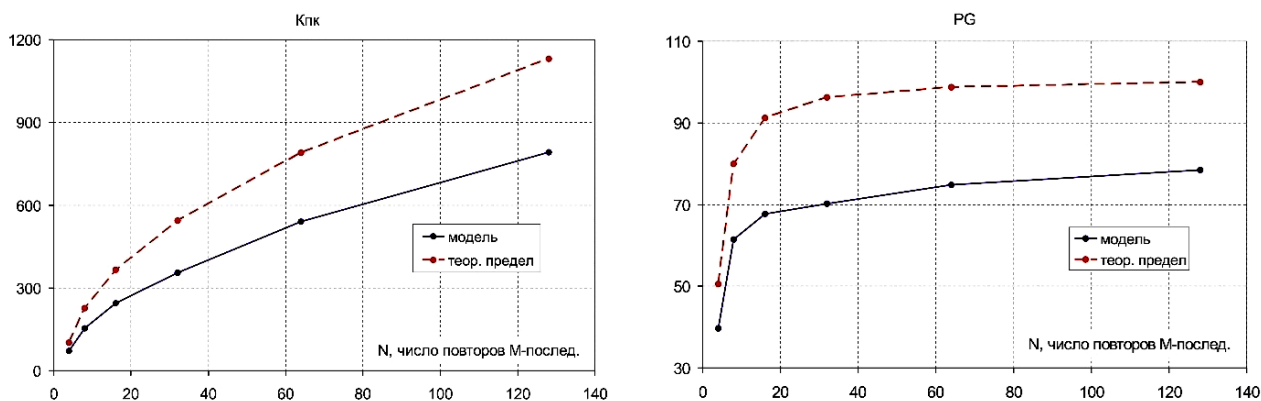 Кпк
1200
900
600
300
0
0 20 40 60 80 100 120 140
модель
теор. предел
N, число повторов М-послед.
PG
110
90
70
50
30
0 20 40 60 80 100 120 140
модель
теор. предел
N, число повторов М-послед.